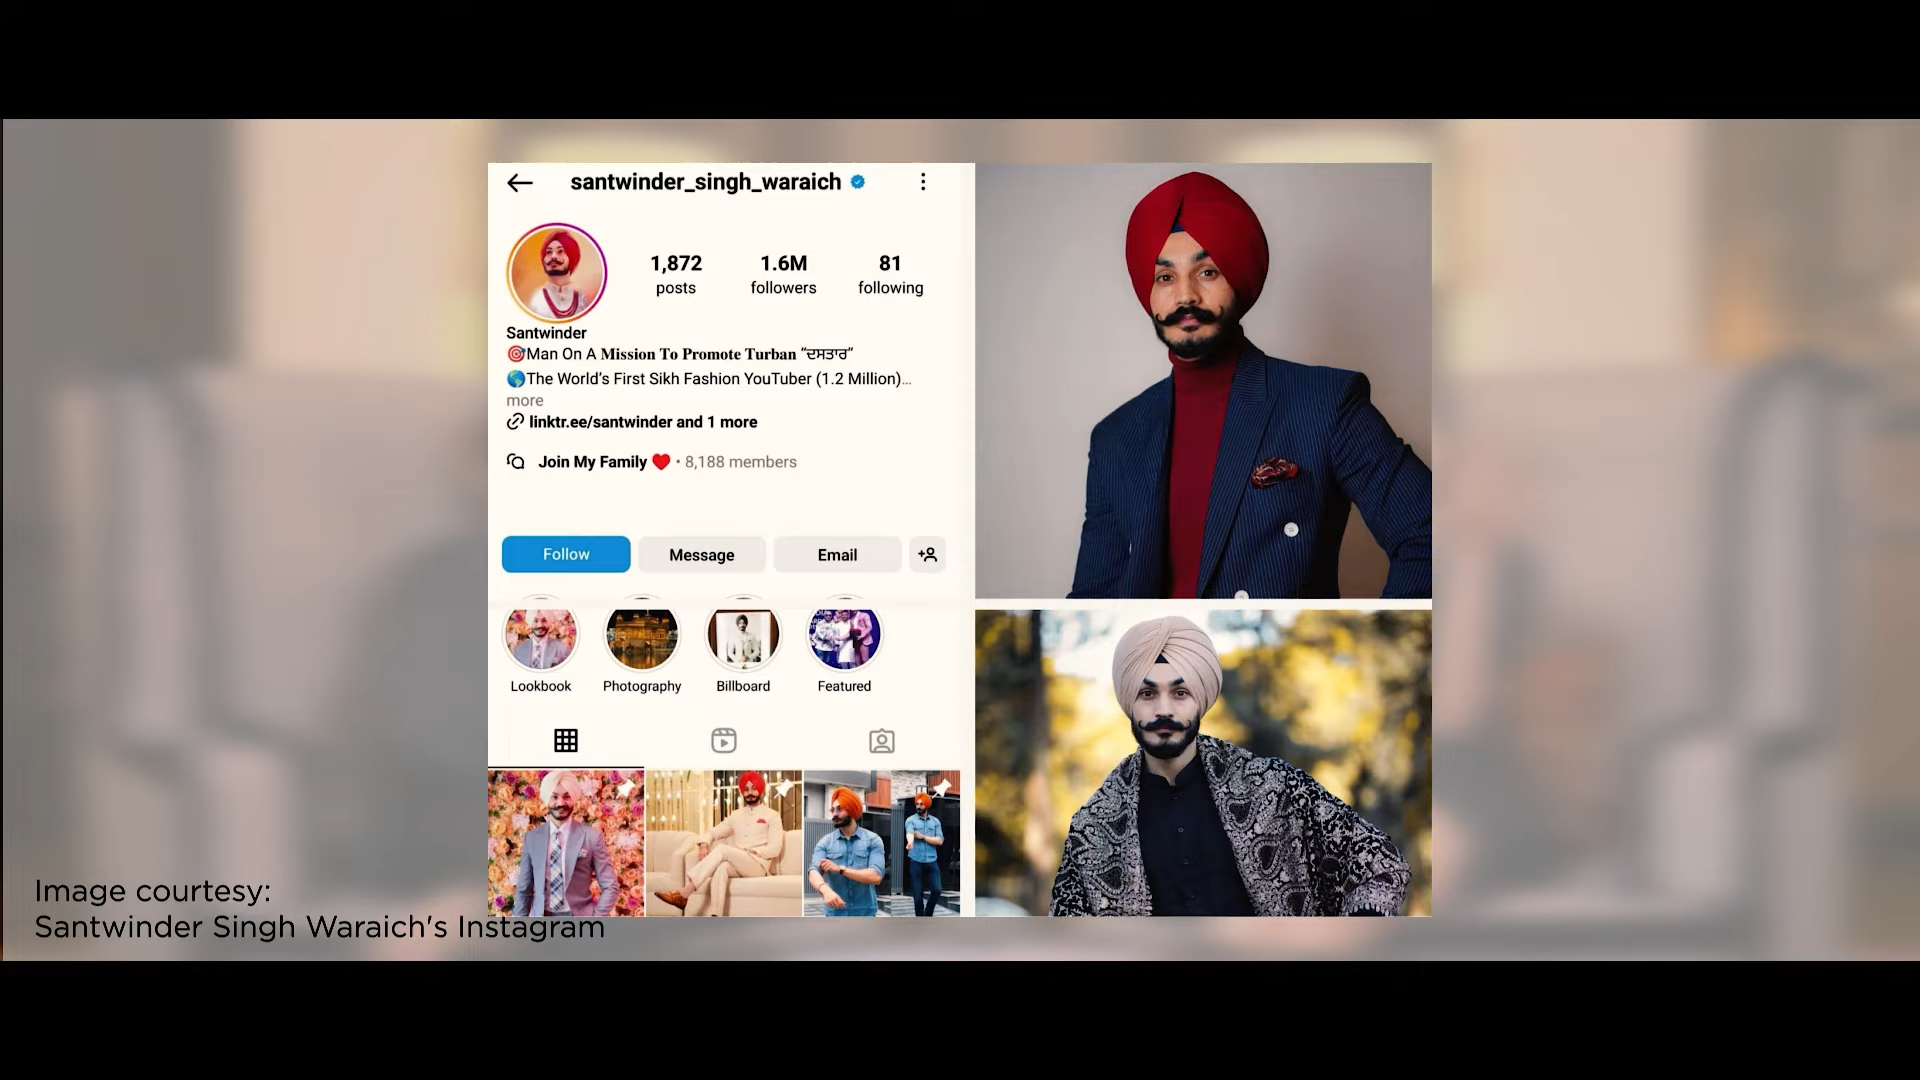 santwinder_singh_waraich
1,872 1.6M 81
posts followers following
Santwinder
🎯Man On A Mission To Promote Turban “ਦਸਤਾਰ”
🌎The World’s First Sikh Fashion YouTuber (1.2 Million)...
more
linktr.ee/santwinder and 1 more
Join My Family ❤️ • 8,188 members
Follow Message Email
Lookbook Photography Billboard Featured
Image courtesy:
Santwinder Singh Waraich's Instagram